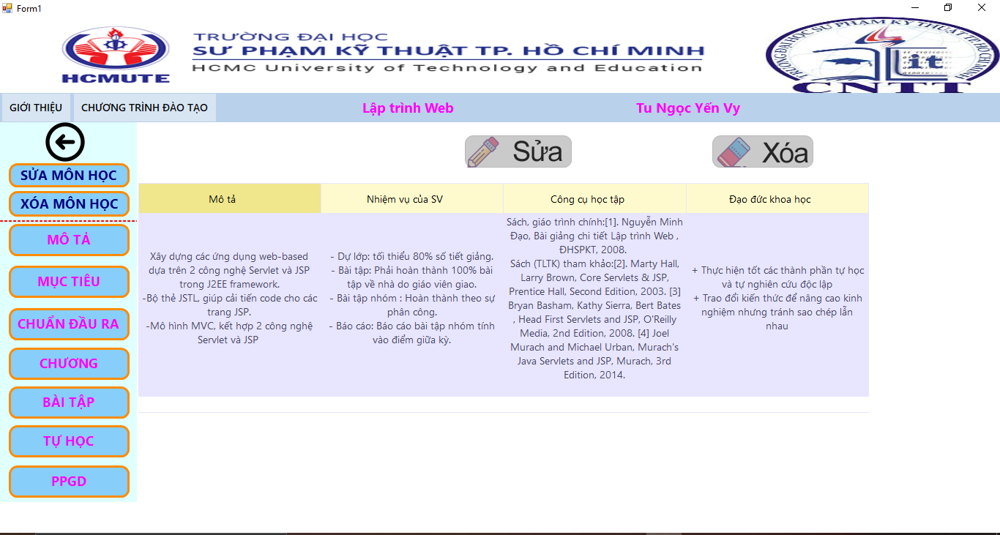 Form1
HCMUTE
TRƯỜNG ĐẠI HỌC
SƯ PHẠM KỸ THUẬT TP. HỒ CHÍ MINH
HCMC University of Technology and Education
TRƯỜNG ĐẠI HỌC SƯ PHẠM KỸ THUẬT TP HỒ CHÍ MINH
it
CNTT
GIỚI THIỆU
CHƯƠNG TRÌNH ĐÀO TẠO
Lập trình Web
Tu Ngọc Yến Vy
SỬA MÔN HỌC
XÓA MÔN HỌC
MÔ TẢ
MỤC TIÊU
CHUẨN ĐẦU RA
CHƯƠNG
BÀI TẬP
TỰ HỌC
PPGD
Sửa
Xóa
Mô tả
Nhiệm vụ của SV
Công cụ học tập
Đạo đức khoa học
Xây dựng các ứng dụng web-based
dựa trên 2 công nghệ Servlet và JSP
trong J2EE framework.
-Bộ thẻ JSTL, giúp cải tiến code cho các
trang JSP.
-Mô hình MVC, kết hợp 2 công nghệ
Servlet và JSP
- Dự lớp: tối thiểu 80% số tiết giảng.
- Bài tập: Phải hoàn thành 100% bài
tập về nhà do giáo viên giao.
- Bài tập nhóm : Hoàn thành theo sự
phân công.
- Báo cáo: Báo cáo bài tập nhóm tính
vào điểm giữa kỳ.
Sách, giáo trình chính:[1]. Nguyễn Minh
Đạo, Bài giảng chi tiết Lập trình Web ,
ĐHSPKT, 2008.
Sách (TLTK) tham khảo:[2]. Marty Hall,
Larry Brown, Core Servlets & JSP,
Prentice Hall, Second Edition, 2003. [3]
Bryan Basham, Kathy Sierra, Bert Bates
, Head First Servlets and JSP, O'Reilly
Media, 2nd Edition, 2008. [4] Joel
Murach and Michael Urban, Murach's
Java Servlets and JSP, Murach, 3rd
Edition, 2014.
+ Thực hiện tốt các thành phần tự học
và tự nghiên cứu độc lập
+ Trao đổi kiến thức để nâng cao kinh
nghiệm nhưng tránh sao chép lẫn
nhau